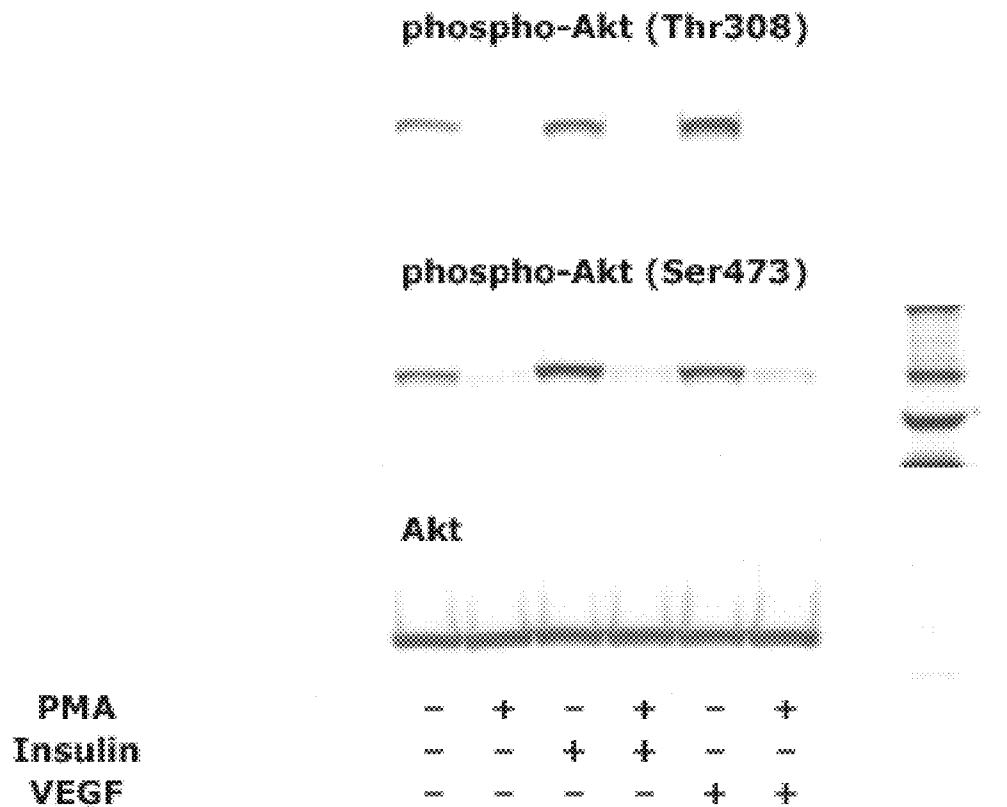 phospho-Akt (Thr308)
phospho-Akt (Ser473)
Akt
PMA - + - + - +
Insulin - - + + - -
VEGF - - - - + +